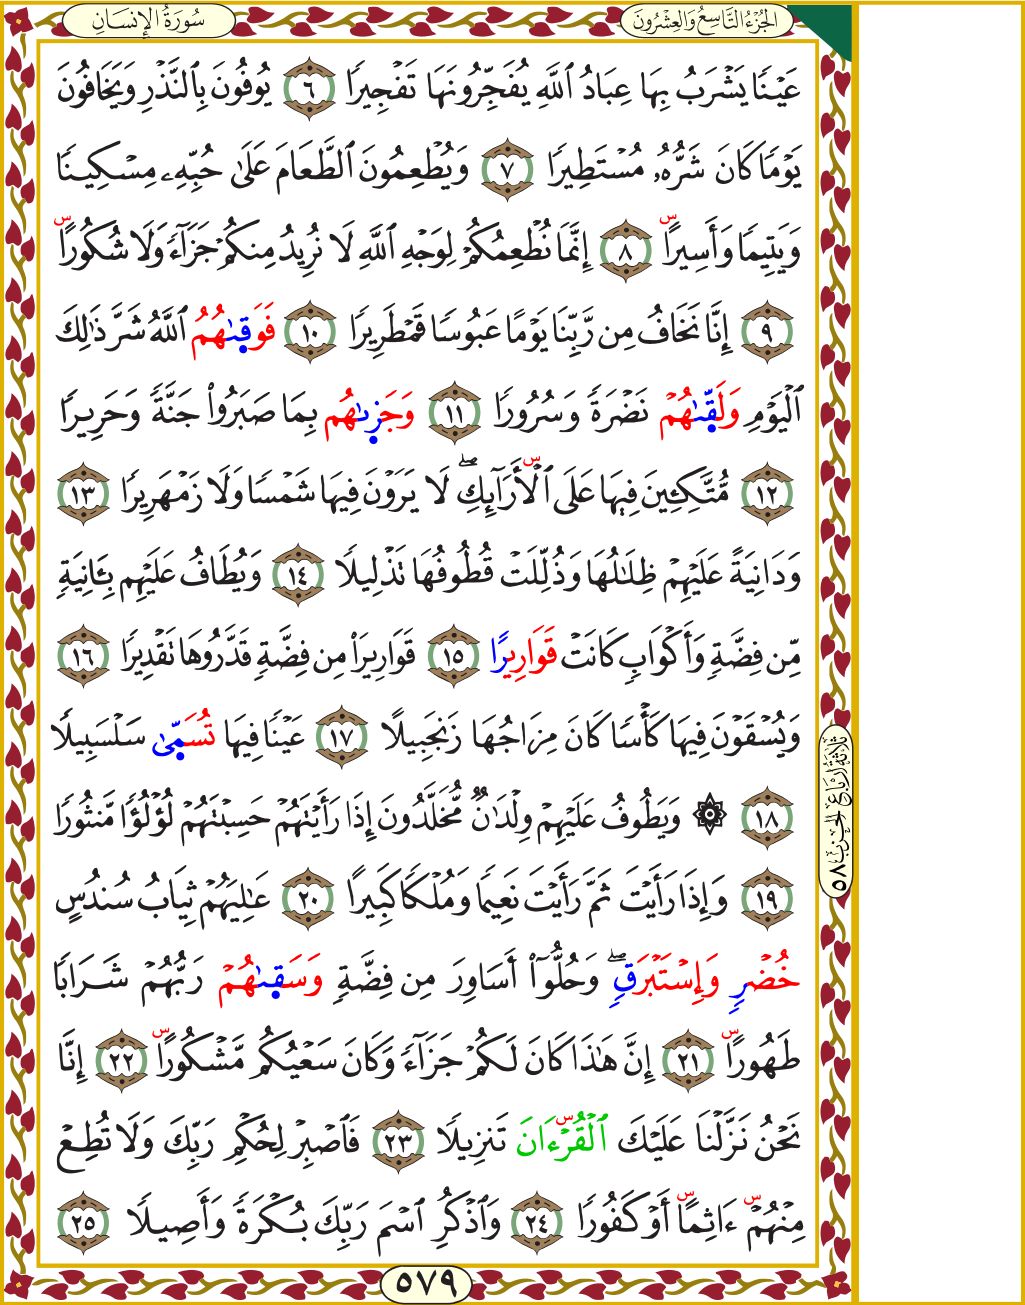 الجُزْءُ التَّاسِعُ وَالعِشْرُونَ
سُورَةُ الإِنسَانِ
عَيْنٗا يَشْرَبُ بِهَا عِبَادُ ٱللَّهِ يُفَجِّرُونَهَا تَفْجِيرٗا ٦ يُوفُونَ بِٱلنَّذْرِ وَيَخَافُونَ
يَوْمٗا كَانَ شَرُّهُۥ مُسْتَطِيرٗا ٧ وَيُطْعِمُونَ ٱلطَّعَامَ عَلَىٰ حُبِّهِۦ مِسْكِينٗا
وَيَتِيمٗا وَأَسِيرًاۜ ٨ إِنَّمَا نُطْعِمُكُمْ لِوَجْهِ ٱللَّهِ لَا نُرِيدُ مِنكُمْ جَزَآءٗ وَلَا شُكُورًاۜ
٩ إِنَّا نَخَافُ مِن رَّبِّنَا يَوْمًا عَبُوسٗا قَمْطَرِيرٗا ١٠ فَوَقٜىٰهُمُ ٱللَّهُ شَرَّ ذَٰلِكَ
ٱلْيَوْمِ وَلَقّٜىٰهُمْ نَضْرَةٗ وَسُرُورٗا ١١ وَجَزٜىٰهُم بِمَا صَبَرُوا۟ جَنَّةٗ وَحَرِيرٗا
١٢ مُّتَّكِـِٔينَ فِيهَا عَلَى ٱلْۜأَرَآئِكِۖ لَا يَرَوْنَ فِيهَا شَمْسٗا وَلَا زَمْهَرِيرٗا ١٣
وَدَانِيَةً عَلَيْهِمْ ظِلَٰلُهَا وَذُلِّلَتْ قُطُوفُهَا تَذْلِيلٗا ١٤ وَيُطَافُ عَلَيْهِم بِـَٔانِيَةٖ
مِّن فِضَّةٖ وَأَكْوَابٖ كَانَتْ قَوَارِيرٗا ١٥ قَوَارِيرَا۟ مِن فِضَّةٖ قَدَّرُوهَا تَقْدِيرٗا ١٦
وَيُسْقَوْنَ فِيهَا كَأْسٗا كَانَ مِزَاجُهَا زَنجَبِيلًا ١٧ عَيْنٗا فِيهَا تُسَمّٜىٰ سَلْسَبِيلٗا
١٨ ۞ وَيَطُوفُ عَلَيْهِمْ وِلْدَٰنٞ مُّخَلَّدُونَ إِذَا رَأَيْتَهُمْ حَسِبْتَهُمْ لُؤْلُؤٗا مَّنثُورٗا
١٩ وَإِذَا رَأَيْتَ ثَمَّ رَأَيْتَ نَعِيمٗا وَمُلْكٗا كَبِيرًا ٢٠ عَٰلِيَهُمْ ثِيَابُ سُندُسٍ
خُضْرٖ وَإِسْتَبْرَقٖۖ وَحُلُّوٓا۟ أَسَاوِرَ مِن فِضَّةٖ وَسَقٜىٰهُمْ رَبُّهُمْ شَرَابٗا
طَهُورًاۜ ٢١ إِنَّ هَٰذَا كَانَ لَكُمْ جَزَآءٗ وَكَانَ سَعْيُكُم مَّشْكُورًاۜ ٢٢ إِنَّا
نَحْنُ نَزَّلْنَا عَلَيْكَ ٱلْقُرْۜءَانَ تَنزِيلٗا ٢٣ فَٱصْبِرْ لِحُكْمِ رَبِّكَ وَلَا تُطِعْ
مِنْهُمْۜ ءَاثِمًاۜ أَوْ كَفُورٗا ٢٤ وَٱذْكُرِ ٱسْمَ رَبِّكَ بُكْرَةٗ وَأَصِيلٗا ٢٥
ثَلَاثَةُ أَرْبَاعِ الحِزْبِ ٥٨
٥٧٩